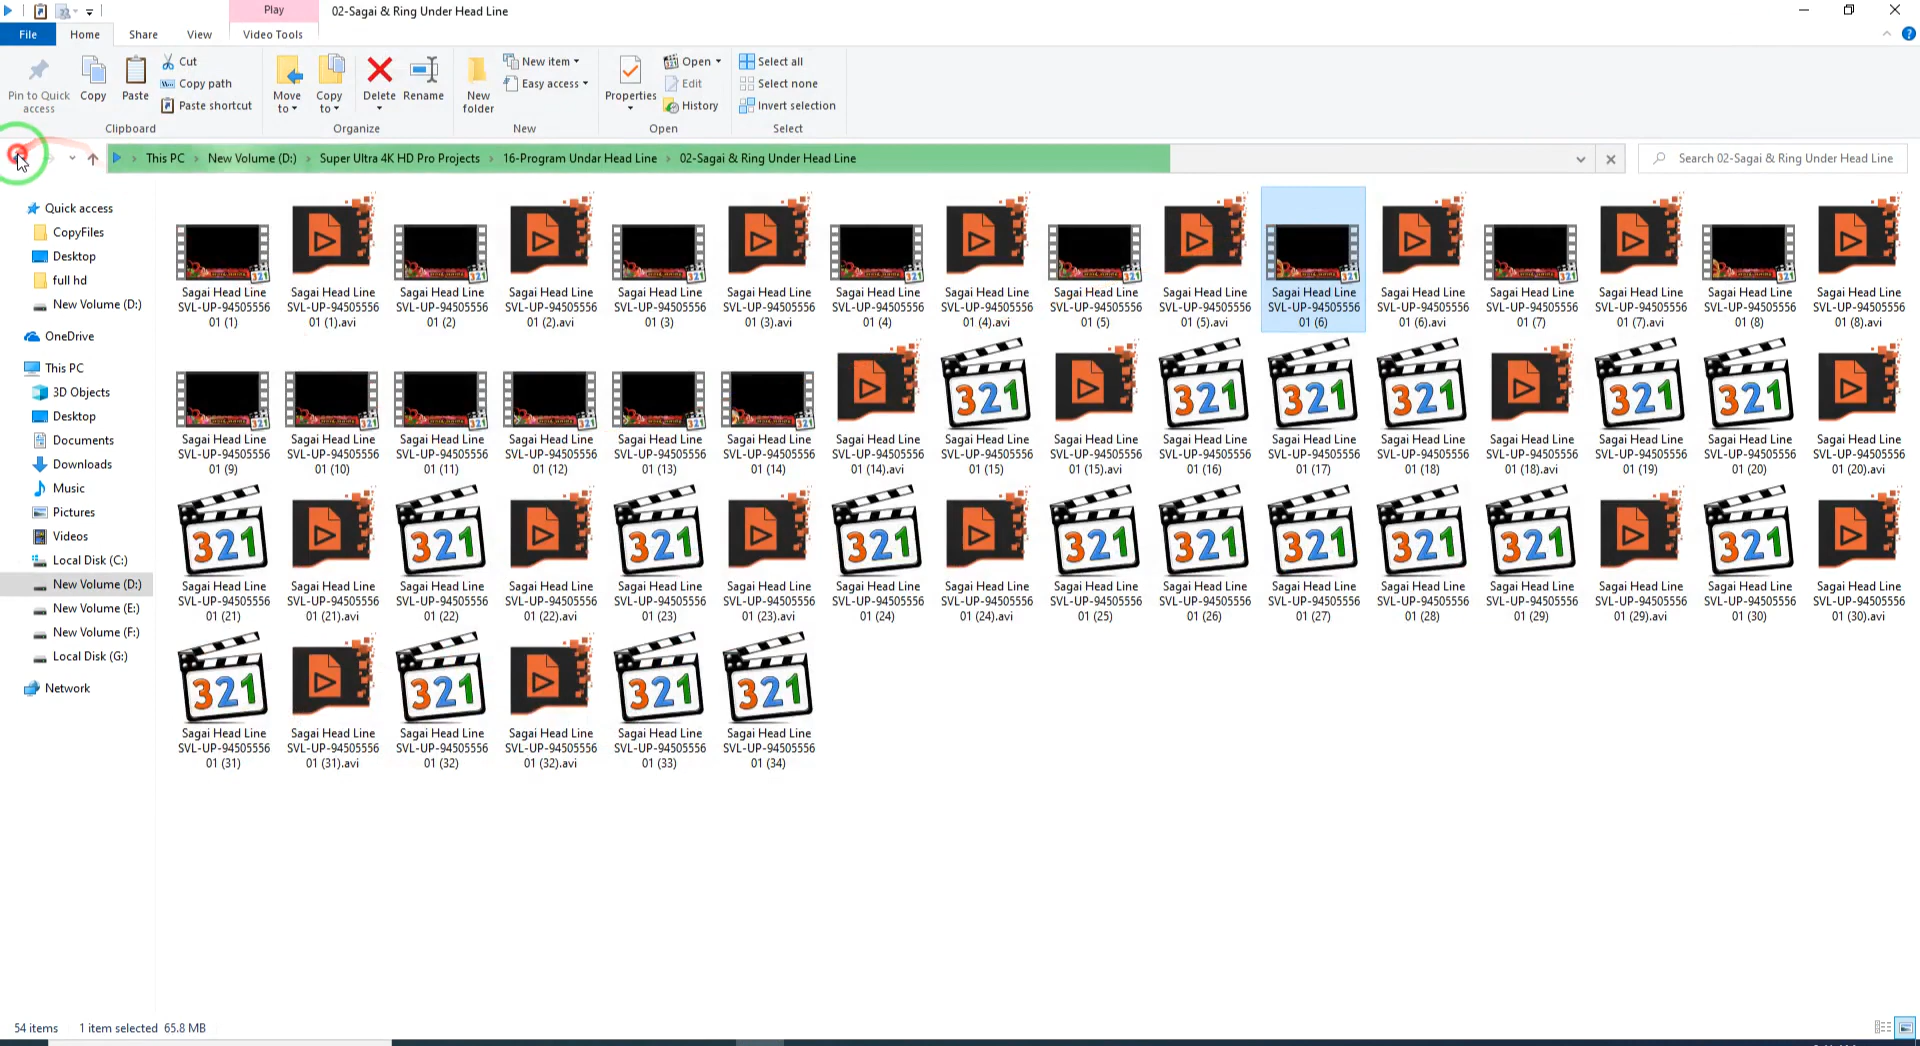 Play
02-Sagai & Ring Under Head Line
File
Home
Share
View
Video Tools
Pin to Quick
access
Copy
Paste
Cut
Copy path
Paste shortcut
Clipboard
Move
to
Copy
to
Delete
Rename
Organize
New
folder
New item
Easy access
New
Properties
Open
Edit
History
Open
Select all
Select none
Invert selection
Select
This PC
New Volume (D:)
Super Ultra 4K HD Pro Projects
16-Program Undar Head Line
02-Sagai & Ring Under Head Line
Search 02-Sagai & Ring Under Head Line
Quick access
CopyFiles
Desktop
full hd
New Volume (D:)
OneDrive
This PC
3D Objects
Desktop
Documents
Downloads
Music
Pictures
Videos
Local Disk (C:)
New Volume (D:)
New Volume (E:)
New Volume (F:)
Local Disk (G:)
Network
Sagai Head Line Sagai Head Line Sagai Head Line Sagai Head Line Sagai Head Line Sagai Head Line Sagai Head Line Sagai Head Line Sagai Head Line Sagai Head Line Sagai Head Line Sagai Head Line Sagai Head Line Sagai Head Line Sagai Head Line Sagai Head Line
SVL-UP-94505556 SVL-UP-94505556 SVL-UP-94505556 SVL-UP-94505556 SVL-UP-94505556 SVL-UP-94505556 SVL-UP-94505556 SVL-UP-94505556 SVL-UP-94505556 SVL-UP-94505556 SVL-UP-94505556 SVL-UP-94505556 SVL-UP-94505556 SVL-UP-94505556 SVL-UP-94505556 SVL-UP-94505556
01 (1) 01 (1).avi 01 (2) 01 (2).avi 01 (3) 01 (3).avi 01 (4) 01 (4).avi 01 (5) 01 (5).avi 01 (6) 01 (6).avi 01 (7) 01 (7).avi 01 (8) 01 (8).avi
321 321 321 321 321 321
Sagai Head Line Sagai Head Line Sagai Head Line Sagai Head Line Sagai Head Line Sagai Head Line Sagai Head Line Sagai Head Line Sagai Head Line Sagai Head Line Sagai Head Line Sagai Head Line Sagai Head Line Sagai Head Line Sagai Head Line Sagai Head Line
SVL-UP-94505556 SVL-UP-94505556 SVL-UP-94505556 SVL-UP-94505556 SVL-UP-94505556 SVL-UP-94505556 SVL-UP-94505556 SVL-UP-94505556 SVL-UP-94505556 SVL-UP-94505556 SVL-UP-94505556 SVL-UP-94505556 SVL-UP-94505556 SVL-UP-94505556 SVL-UP-94505556 SVL-UP-94505556
01 (9) 01 (10) 01 (11) 01 (12) 01 (13) 01 (14) 01 (14).avi 01 (15) 01 (15).avi 01 (16) 01 (17) 01 (18) 01 (18).avi 01 (19) 01 (20) 01 (20).avi
321 321 321 321 321 321 321 321 321 321
Sagai Head Line Sagai Head Line Sagai Head Line Sagai Head Line Sagai Head Line Sagai Head Line Sagai Head Line Sagai Head Line Sagai Head Line Sagai Head Line Sagai Head Line Sagai Head Line Sagai Head Line Sagai Head Line Sagai Head Line Sagai Head Line
SVL-UP-94505556 SVL-UP-94505556 SVL-UP-94505556 SVL-UP-94505556 SVL-UP-94505556 SVL-UP-94505556 SVL-UP-94505556 SVL-UP-94505556 SVL-UP-94505556 SVL-UP-94505556 SVL-UP-94505556 SVL-UP-94505556 SVL-UP-94505556 SVL-UP-94505556 SVL-UP-94505556 SVL-UP-94505556
01 (21) 01 (21).avi 01 (22) 01 (22).avi 01 (23) 01 (23).avi 01 (24) 01 (24).avi 01 (25) 01 (26) 01 (27) 01 (28) 01 (29) 01 (29).avi 01 (30) 01 (30).avi
321 321 321 321
Sagai Head Line Sagai Head Line Sagai Head Line Sagai Head Line Sagai Head Line Sagai Head Line
SVL-UP-94505556 SVL-UP-94505556 SVL-UP-94505556 SVL-UP-94505556 SVL-UP-94505556 SVL-UP-94505556
01 (31) 01 (31).avi 01 (32) 01 (32).avi 01 (33) 01 (34)
54 items 1 item selected 65.8 MB